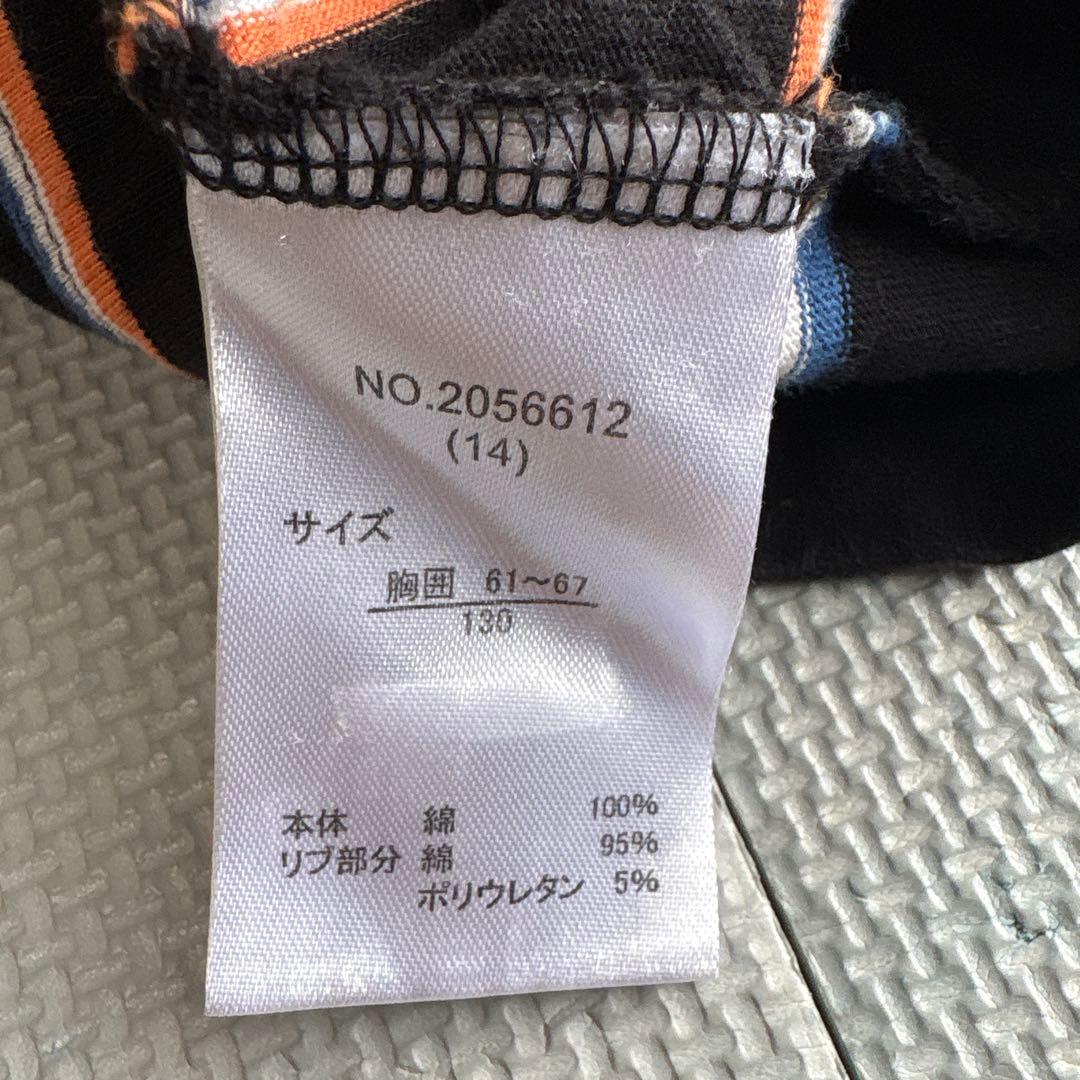 NO.2056612
(14)
サイズ
胸囲 61～67
130
本体 綿 100%
リブ部分 綿 95%
ポリウレタン 5%